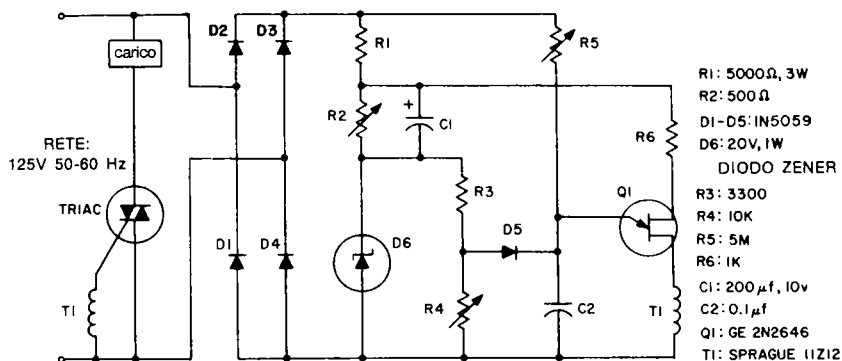 carico
RETE:
125V 50-60 Hz
TRIAC
T1
D2
D3
D1
D4
R1
R2
+
C1
D6
R3
R4
D5
R5
C2
R6
Q1
T1
R1: 5000Ω, 3W
R2: 500Ω
D1-D5: 1N5059
D6: 20V, 1W
DIODO ZENER
R3: 3300
R4: 10K
R5: 5M
R6: 1K
C1: 200μf, 10v
C2: 0.1μf
Q1: GE 2N2646
T1: SPRAGUE 11Z12